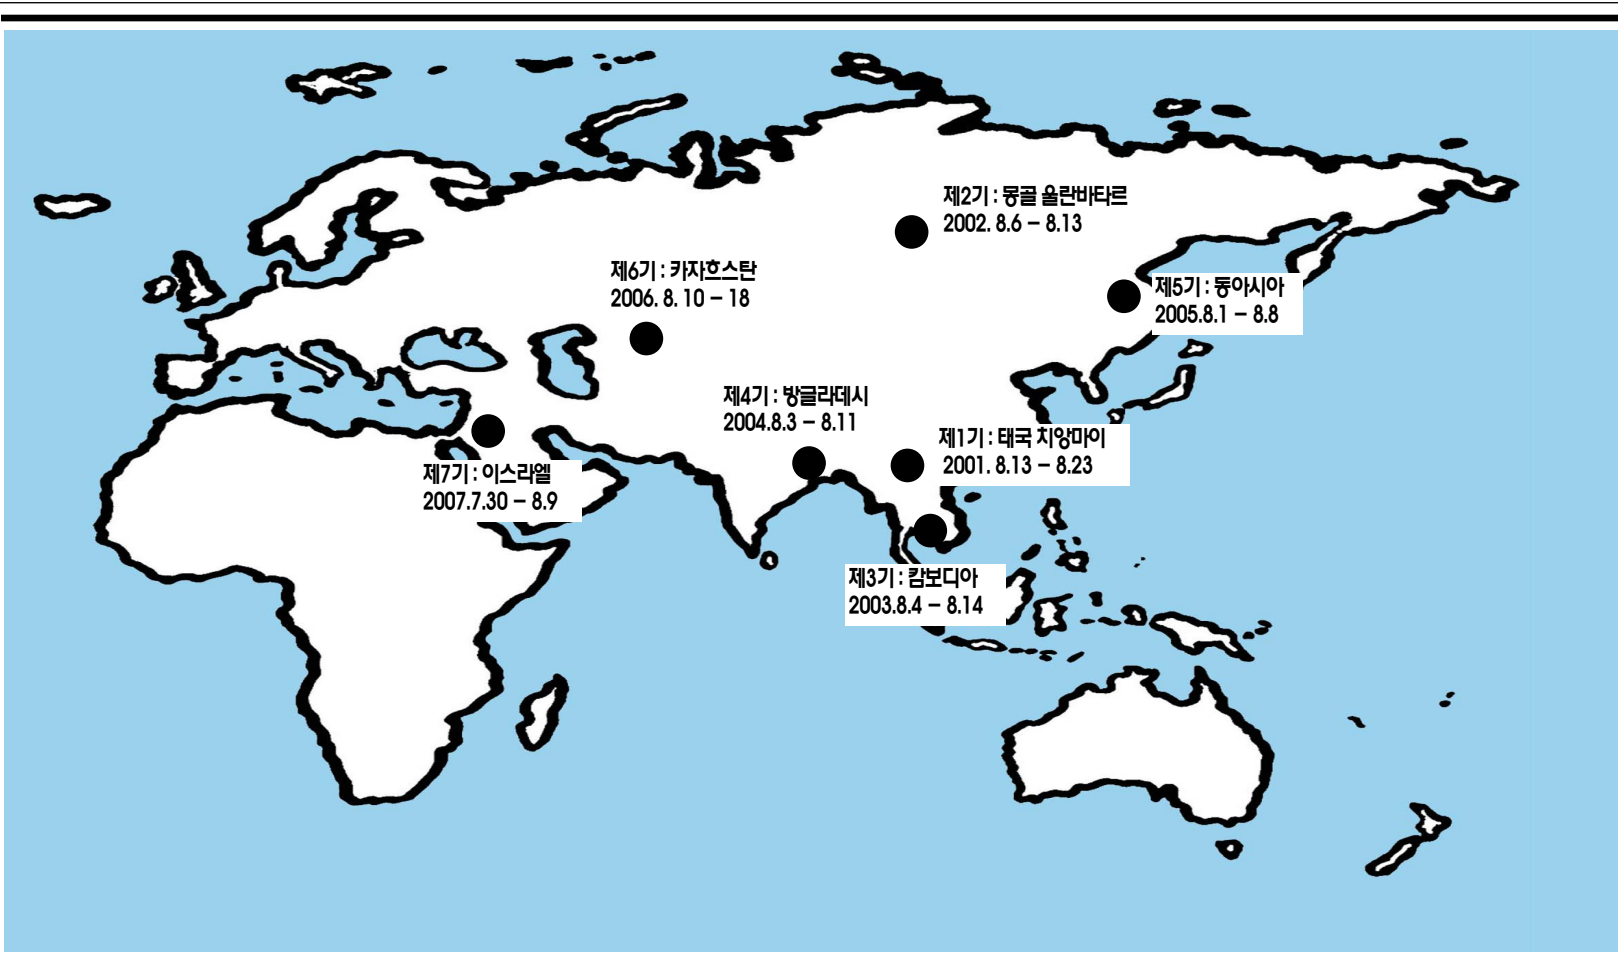 제2기 : 몽골 울란바타르
2002. 8.6 – 8.13
제6기 : 카자흐스탄
2006. 8. 10 – 18
제5기 : 동아시아
2005.8.1 – 8.8
제4기 : 방글라데시
2004.8.3 – 8.11
제1기 : 태국 치앙마이
2001. 8.13 – 8.23
제7기 : 이스라엘
2007.7.30 – 8.9
제3기 : 캄보디아
2003.8.4 – 8.14